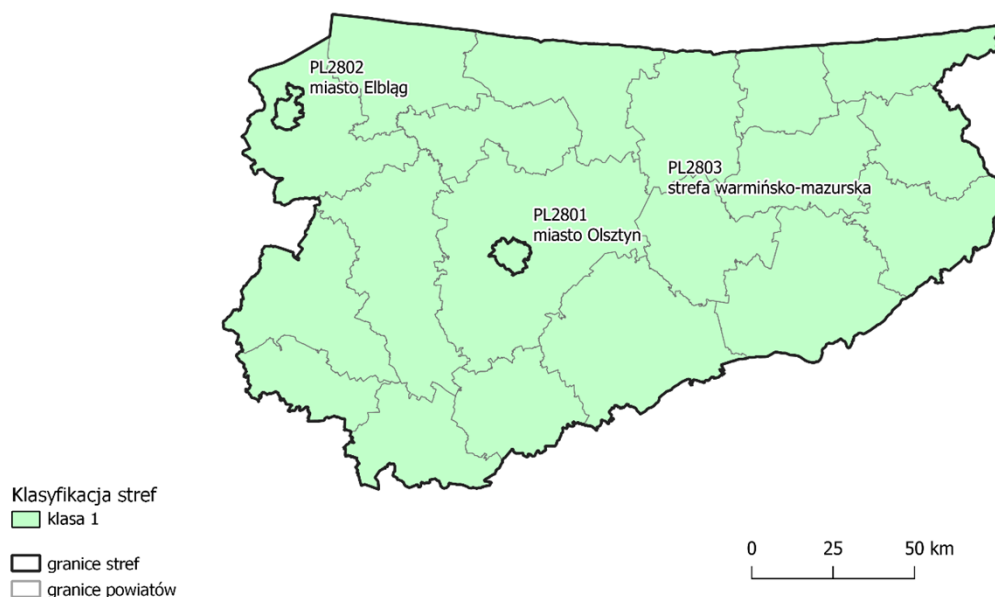 PL2802
miasto Elbląg
PL2803
strefa warmińsko-mazurska
PL2801
miasto Olsztyn
Klasyfikacja stref
klasa 1
granice stref
granice powiatów
0 25 50 km